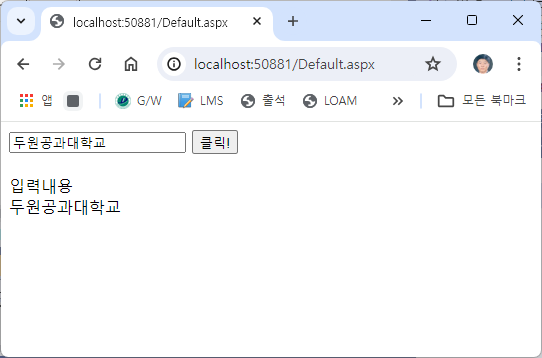 localhost:50881/Default.aspx
localhost:50881/Default.aspx
앱 G/W LMS 출석 LOAM 모든 북마크
두원공과대학교 클릭!
입력내용
두원공과대학교